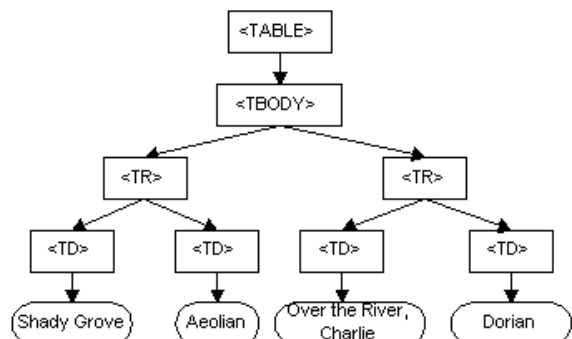 <TABLE>
<TBODY>
<TR>
<TR>
<TD>
<TD>
<TD>
<TD>
Shady Grove
Aeolian
Over the River,
Charlie
Dorian